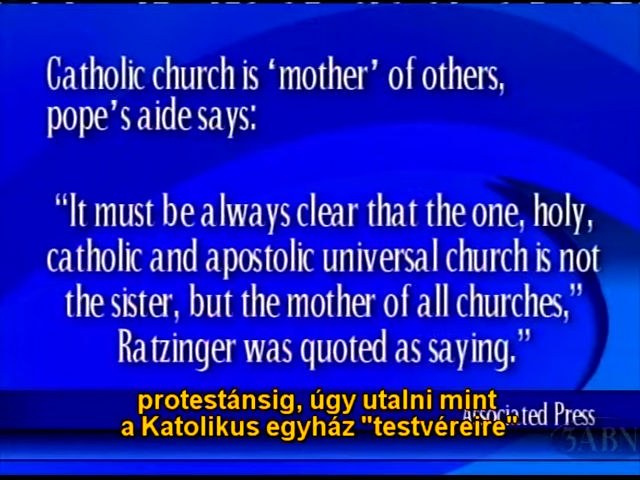 Catholic church is ‘mother’ of others,
pope’s aide says:
“It must be always clear that the one, holy,
catholic and apostolic universal church is not
the sister, but the mother of all churches,”
Ratzinger was quoted as saying.”
protestánsig, úgy utalni mint
a Katolikus egyház "testvéreire"
Associated Press
3ABN